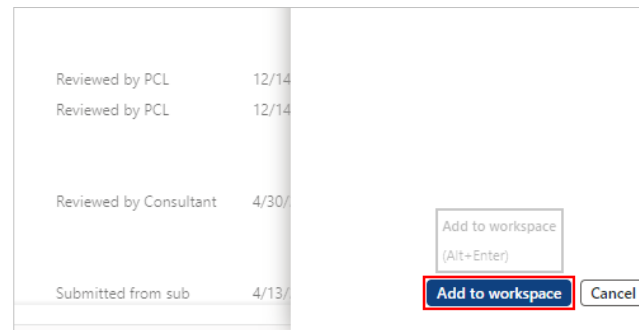 Reviewed by PCL 12/14
Reviewed by PCL 12/14
Reviewed by Consultant 4/30/
Add to workspace
(Alt+Enter)
Submitted from sub 4/13/
Add to workspace Cancel